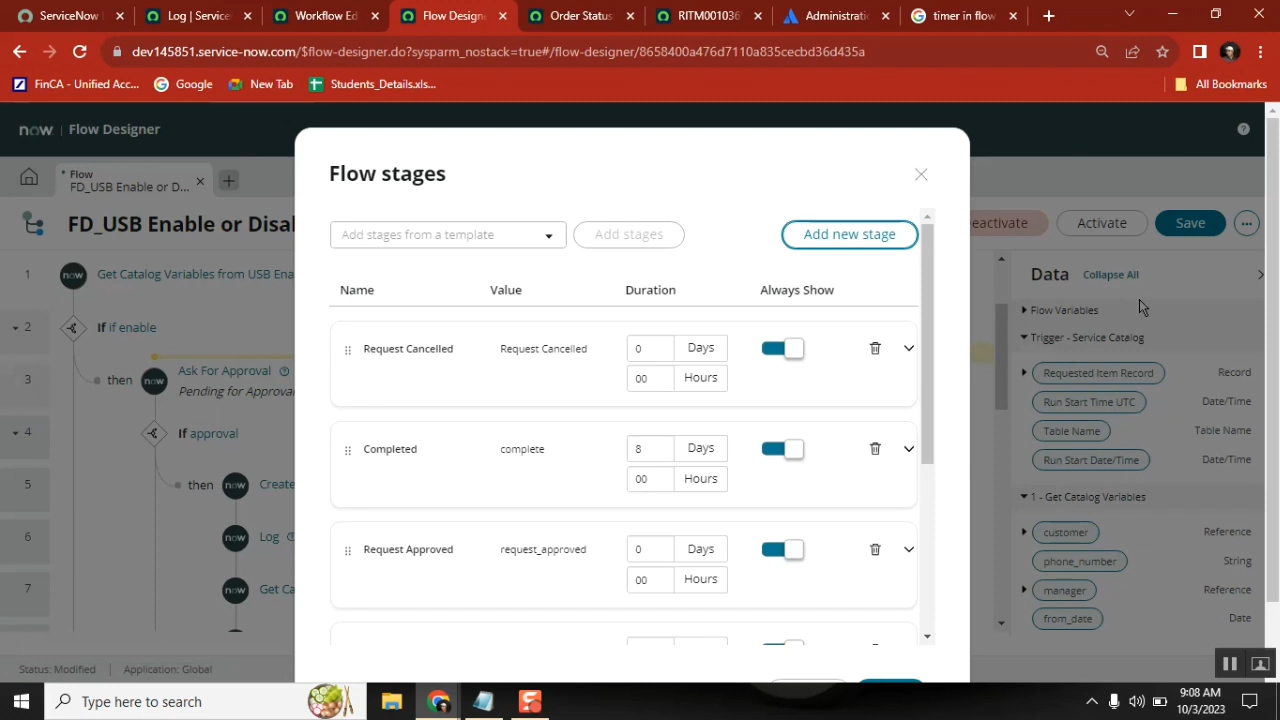 ServiceNow
Log | Service
Workflow Ed
Flow Designe
Order Status
RITM001036
Administrati
timer in flow
dev145851.service-now.com/$flow-designer.do?sysparm_nostack=true#/flow-designer/8658400a476d7110a835cecbd36d435a
FinCA - Unified Acc...
Google
New Tab
Students_Details.xls...
All Bookmarks
now
Flow Designer
* Flow
FD_USB Enable or D...
FD_USB Enable or Disal
eactivate
Activate
Save
Flow stages
Add stages from a template
Add stages
Add new stage
Name Value Duration Always Show
Request Cancelled Request Cancelled 0 Days
00 Hours
Completed complete 8 Days
00 Hours
Request Approved request_approved 0 Days
00 Hours
1 now Get Catalog Variables from USB Ena
2 If if enable
3 then now Ask For Approval
Pending for Approva
4 If approval
5 then now Create
6 now Log
7 now Get Ca
Data Collapse All
Flow Variables
Trigger - Service Catalog
Requested Item Record Record
Run Start Time UTC Date/Time
Table Name Table Name
Run Start Date/Time Date/Time
1 - Get Catalog Variables
customer Reference
phone_number String
manager Reference
from_date Date
Status: Modified
Application: Global
Type here to search
9:08 AM
10/3/2023